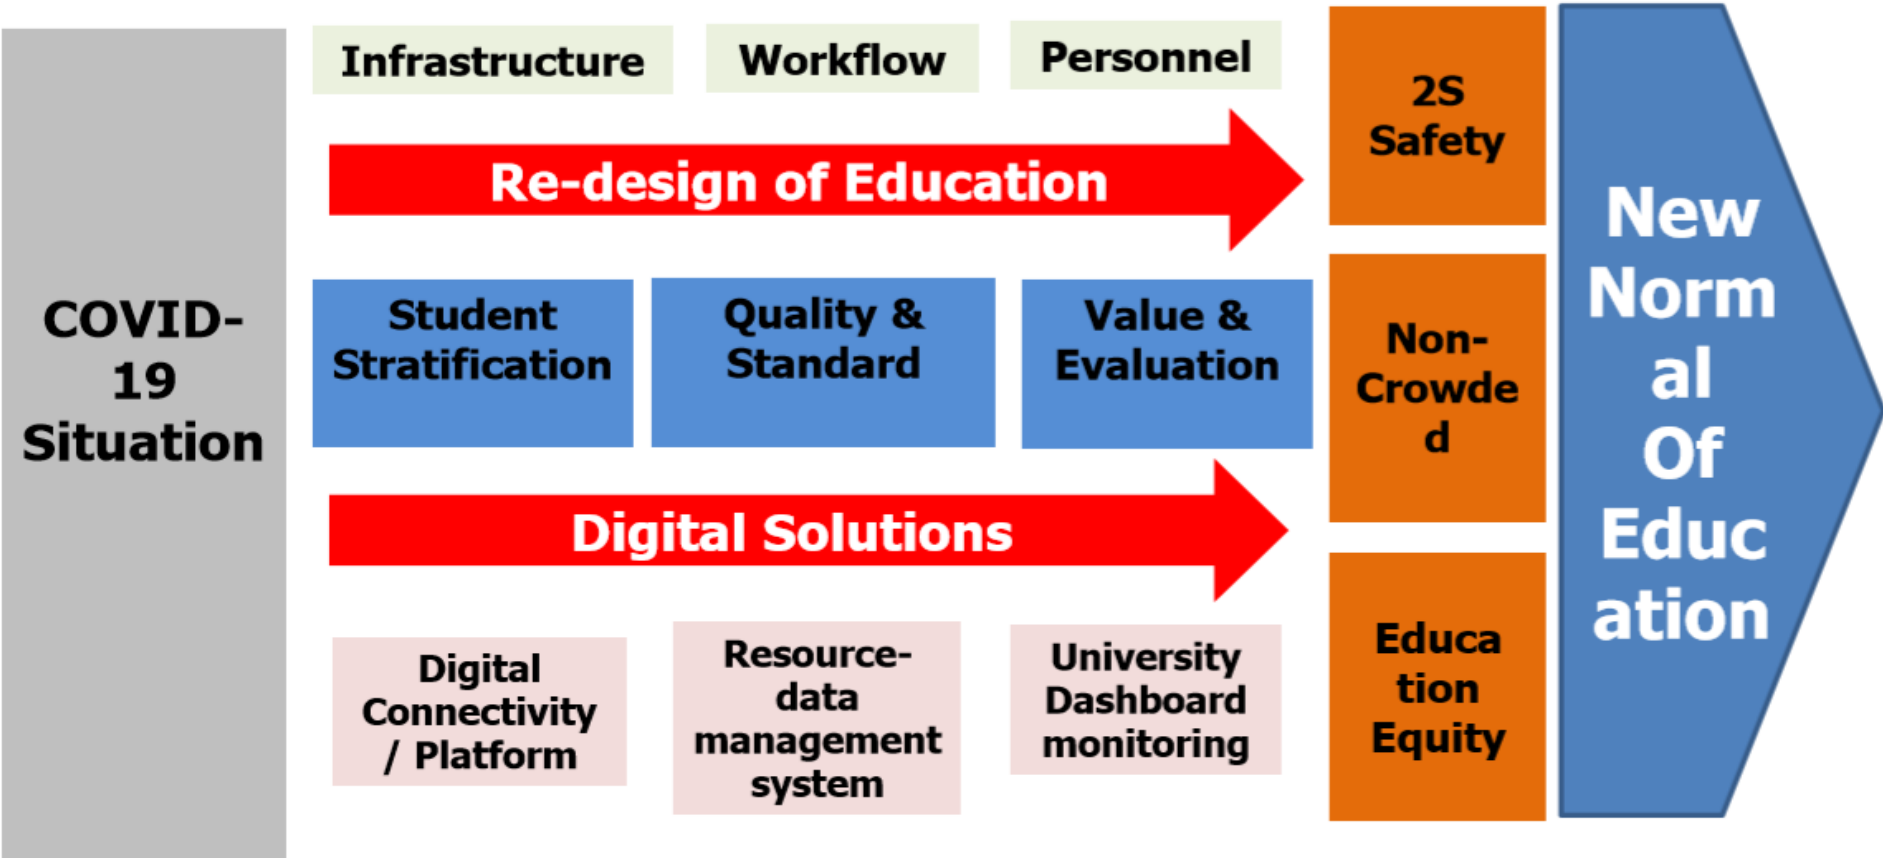 COVID-
19
Situation
Infrastructure
Workflow
Personnel
Re-design of Education
Student
Stratification
Quality &
Standard
Value &
Evaluation
Digital Solutions
Digital
Connectivity
/ Platform
Resource-
data
management
system
University
Dashboard
monitoring
2S
Safety
Non-
Crowde
d
Educa
tion
Equity
New
Norm
al
Of
Educ
ation